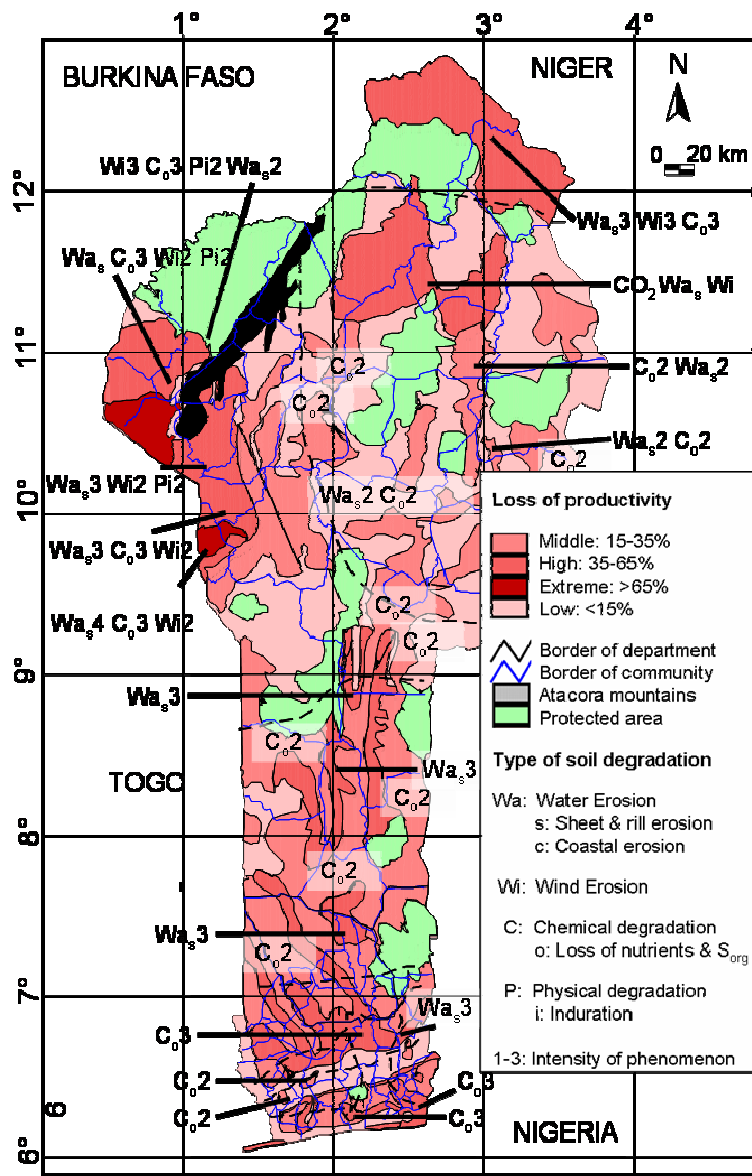 1° 2° 3° 4°
BURKINA FASO
NIGER
N
0 20 km
Wi3 Co3 Pi2 Was2
12°
Was3 Wi3 Co3
Was Co3 Wi2 Pi2
CO2 Was Wi
11°
Co2
Co2 Was2
Co2
Was2 Co2
Co2
Was3 Wi2 Pi2
Was2 Co2
10°
Was3 Co3 Wi2
Was4 Co3 Wi2
Co2
Co2
9°
Was3
Co2
Was3
TOGO
Co2
8°
Co2
Was3
Co2
7°
Was3
Co3
Co2
Co3
Co2
Co3
6
NIGERIA
6°
Loss of productivity
Middle: 15-35%
High: 35-65%
Extreme: >65%
Low: <15%
Border of department
Border of community
Atacora mountains
Protected area
Type of soil degradation
Wa: Water Erosion
s: Sheet & rill erosion
c: Coastal erosion
Wi: Wind Erosion
C: Chemical degradation
o: Loss of nutrients & Sorg
P: Physical degradation
i: Induration
1-3: Intensity of phenomenon